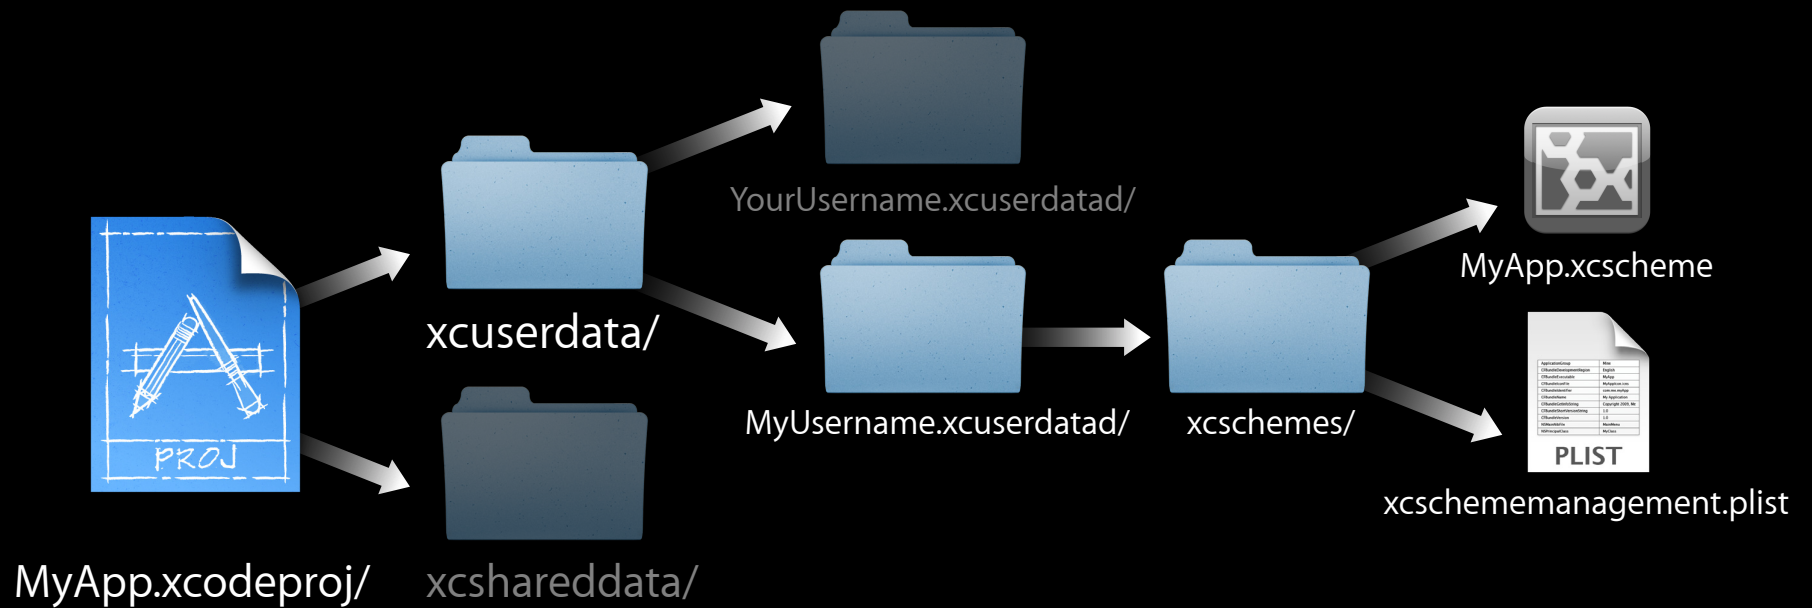 YourUsername.xcuserdatad/
MyApp.xcscheme
xcuserdata/
MyUsername.xcuserdatad/
xcschemes/
PROJ
PLIST
xcschememanagement.plist
MyApp.xcodeproj/
xcshareddata/